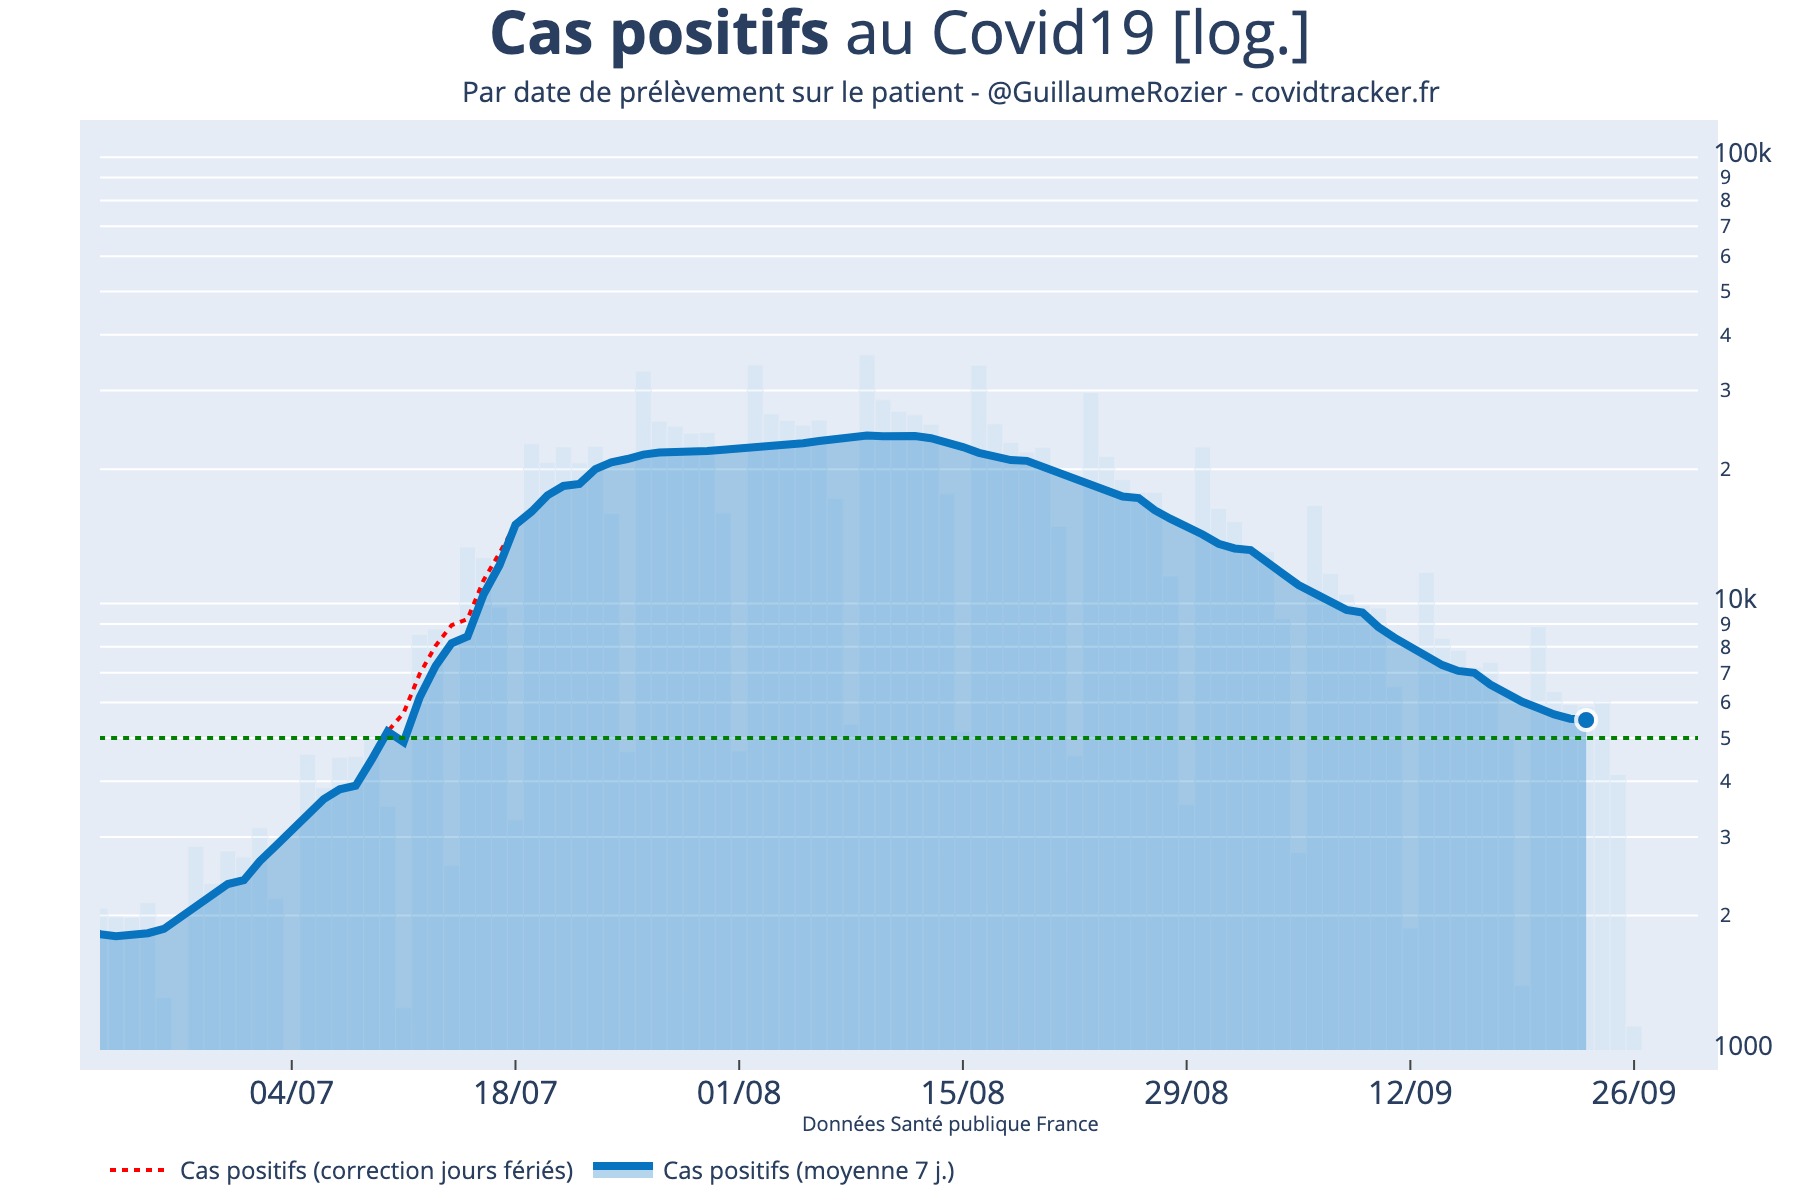 Cas positifs au Covid19 [log.]
Par date de prélèvement sur le patient - @GuillaumeRozier - covidtracker.fr
100k
9
8
7
6
5
4
3
2
10k
9
8
7
6
5
4
3
2
1000
04/07 18/07 01/08 15/08 29/08 12/09 26/09
Données Santé publique France
Cas positifs (correction jours fériés) Cas positifs (moyenne 7 j.)